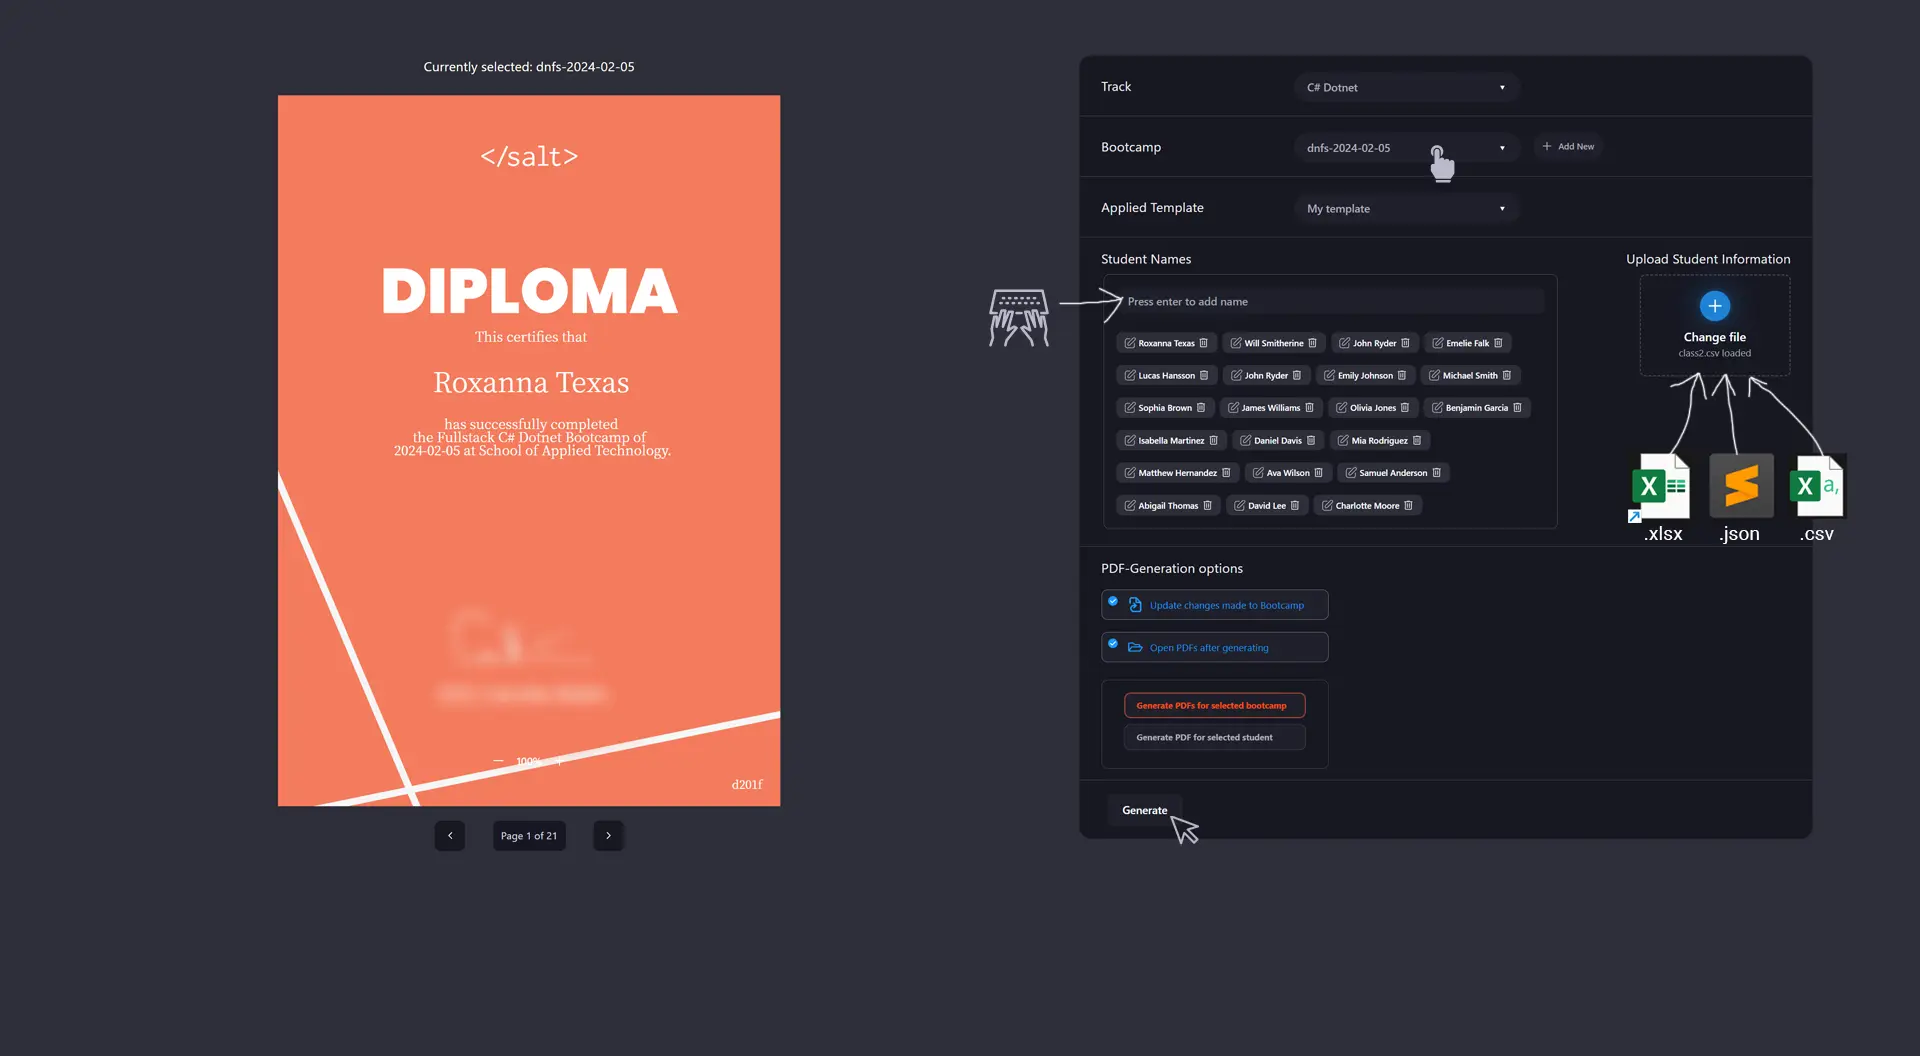 Currently selected: dnfs-2024-02-05
</salt>
DIPLOMA
This certifies that
Roxanna Texas
has successfully completed
the Fullstack C# Dotnet Bootcamp of
2024-02-05 at School of Applied Technology.
100%
d201f
Page 1 of 21
Track
C# Dotnet
Bootcamp
dnfs-2024-02-05
Add New
Applied Template
My template
Student Names
Press enter to add name
Roxanna Texas Will Smitherine John Ryder Emelie Falk
Lucas Hansson John Ryder Emily Johnson Michael Smith
Sophia Brown James Williams Olivia Jones Benjamin Garcia
Isabella Martinez Daniel Davis Mia Rodriguez
Matthew Hernandez Ava Wilson Samuel Anderson
Abigail Thomas David Lee Charlotte Moore
Upload Student Information
Change file
class2.csv loaded
.xlsx .json .csv
PDF-Generation options
Update changes made to Bootcamp
Open PDFs after generating
Generate PDFs for selected bootcamp
Generate PDF for selected student
Generate